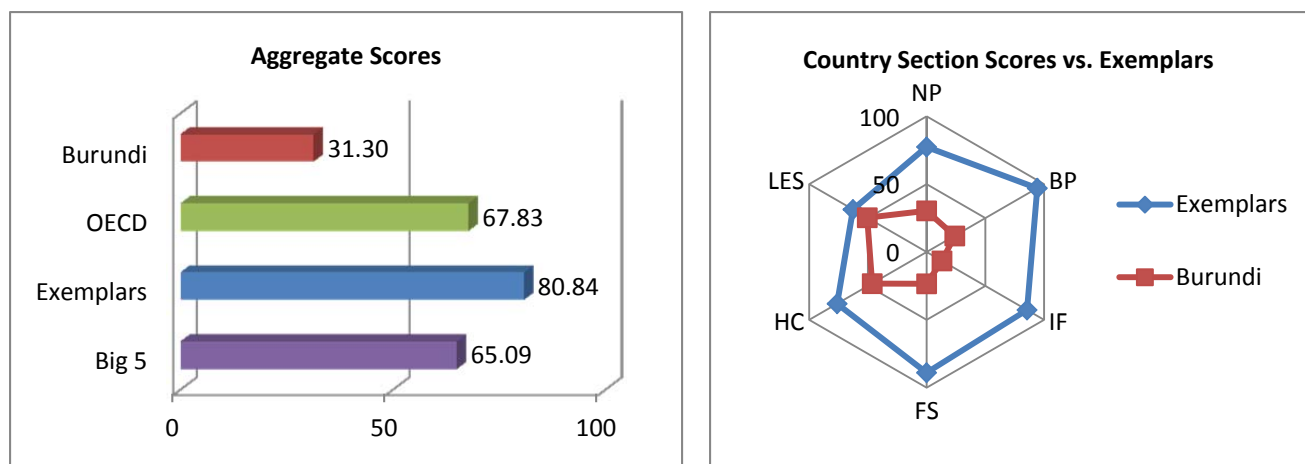 Aggregate Scores
Burundi
31.30
OECD
67.83
Exemplars
80.84
Big 5
65.09
0
50
100
Country Section Scores vs. Exemplars
NP
100
LES
BP
50
0
HC
IF
FS
Exemplars
Burundi